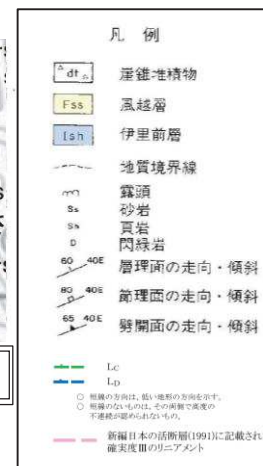 凡 例
dt 崖錐堆積物
Fss 風越層
Ish 伊里前層
地質境界線
露頭
Ss 砂岩
Sh 頁岩
D 閃緑岩
60 40E 層理面の走向・傾斜
80 40E 節理面の走向・傾斜
65 40E 劈開面の走向・傾斜
LC
LD
○ 短線の方向は、低い地形の方向を示す。
○ 短線のないものは、その両側で高度の
不連続が認められないもの。
新編日本の活断層(1991)に記載され
確実度Ⅲのリニアメント